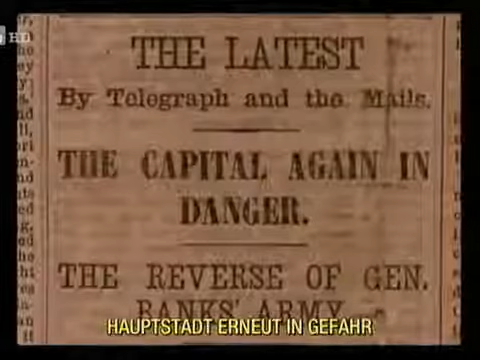 HD
THE LATEST
By Telegraph and the Mails.
THE CAPITAL AGAIN IN
DANGER.
THE REVERSE OF GEN.
BANKS' ARMY
HAUPTSTADT ERNEUT IN GEFAHR